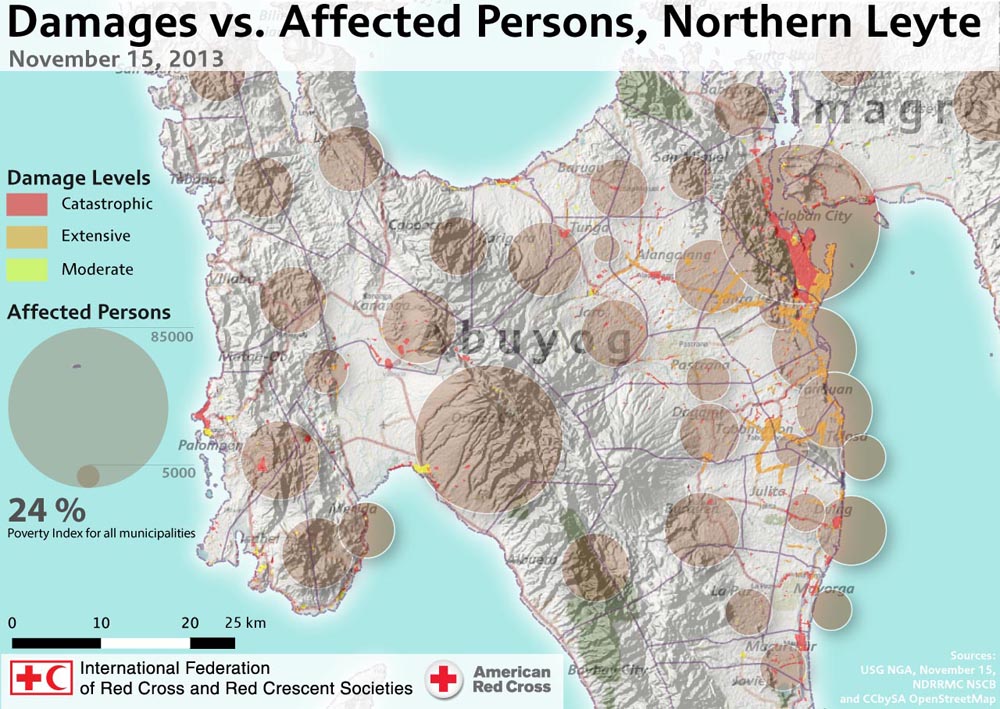 Damages vs. Affected Persons, Northern Leyte
November 15, 2013
Almagro
San Miguel
Barugo
Tabango
Tunga
Tacloban City
Capoocan
Carigara
Alangalang
Villaba
Kananga
Kananga
Jaro
Abuyog
Pastrana
Pastrana
Matag-Ob
Dagami
Tabontabon
Tanauan
Tolosa
Ormoc
Palompon
Julita
Burauen
Dulag
Merida
Isabel
Albuera
La Paz
Mayorga
Macarthur
Javier
Baybay City
Damage Levels
Catastrophic
Extensive
Moderate
Affected Persons
85000
5000
24 %
Poverty Index for all municipalities
0 10 20 25 km
International Federation
of Red Cross and Red Crescent Societies
American
Red Cross
Sources:
USG NGA, November 15,
NDRRMC NSCB
and CCbySA OpenStreetMap